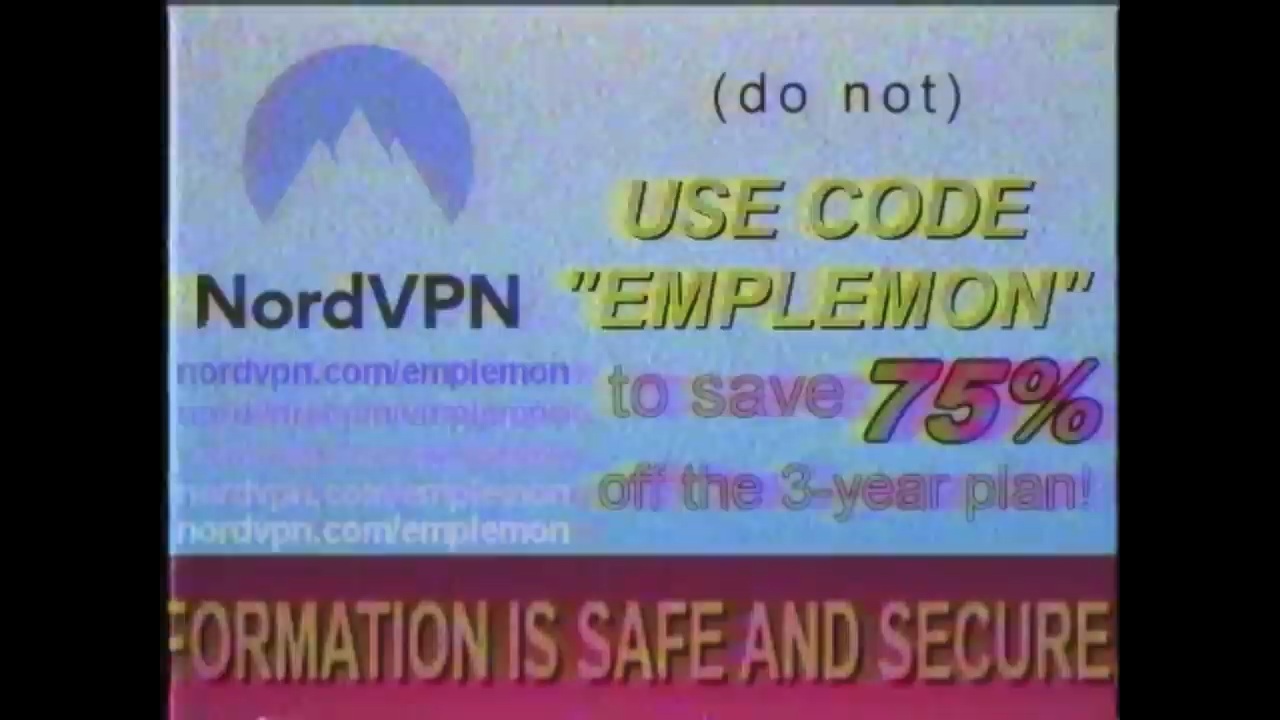 (do not)
USE CODE
"EMPLEMON"
to save 75%
off the 3-year plan!
NordVPN
nordvpn.com/emplemon
nordvpn.com/emplemon
nordvpn.com/emplemon
FORMATION IS SAFE AND SECURE